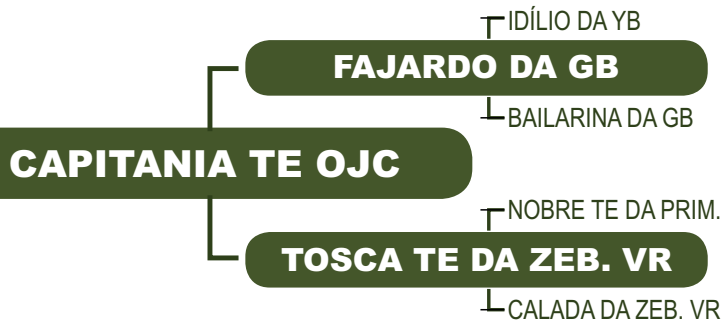 IDÍLIO DA YB
FAJARDO DA GB
BAILARINA DA GB
CAPITANIA TE OJC
NOBRE TE DA PRIM.
TOSCA TE DA ZEB. VR
CALADA DA ZEB. VR